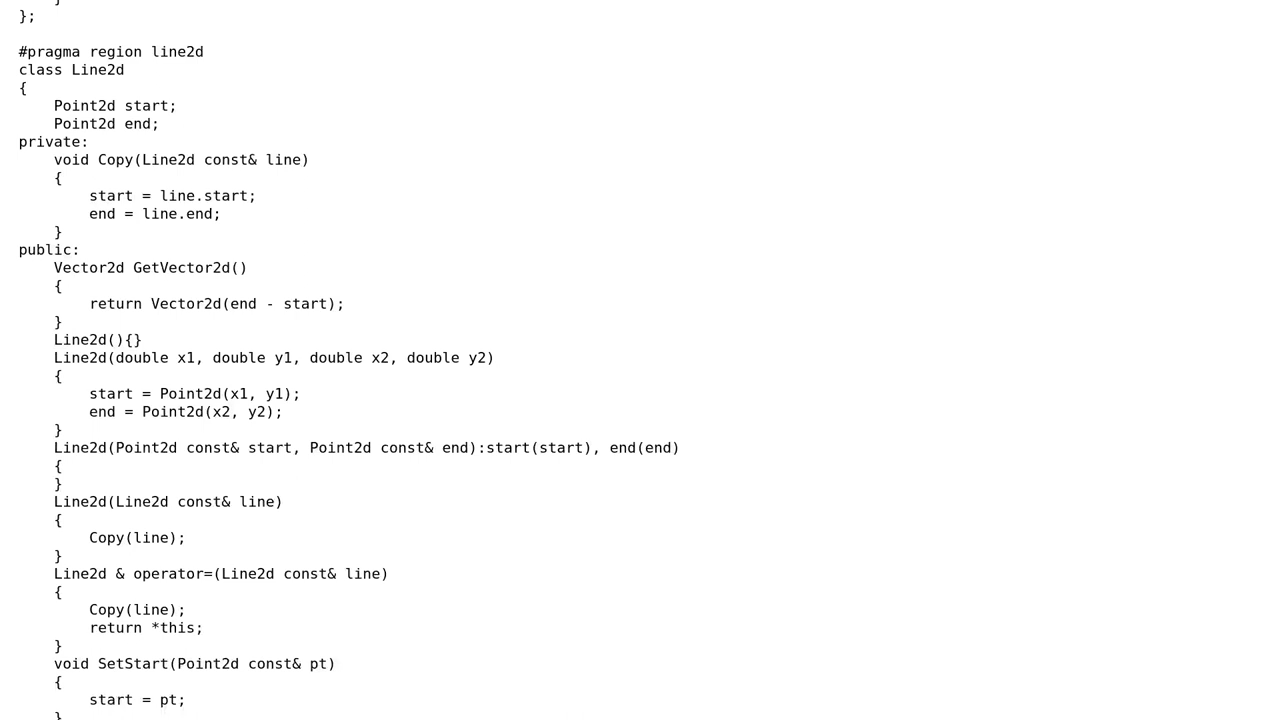 }
};

#pragma region line2d
class Line2d
{
    Point2d start;
    Point2d end;
private:
    void Copy(Line2d const& line)
    {
        start = line.start;
        end = line.end;
    }
public:
    Vector2d GetVector2d()
    {
        return Vector2d(end - start);
    }
    Line2d(){}
    Line2d(double x1, double y1, double x2, double y2)
    {
        start = Point2d(x1, y1);
        end = Point2d(x2, y2);
    }
    Line2d(Point2d const& start, Point2d const& end):start(start), end(end)
    {
    }
    Line2d(Line2d const& line)
    {
        Copy(line);
    }
    Line2d & operator=(Line2d const& line)
    {
        Copy(line);
        return *this;
    }
    void SetStart(Point2d const& pt)
    {
        start = pt;
    }